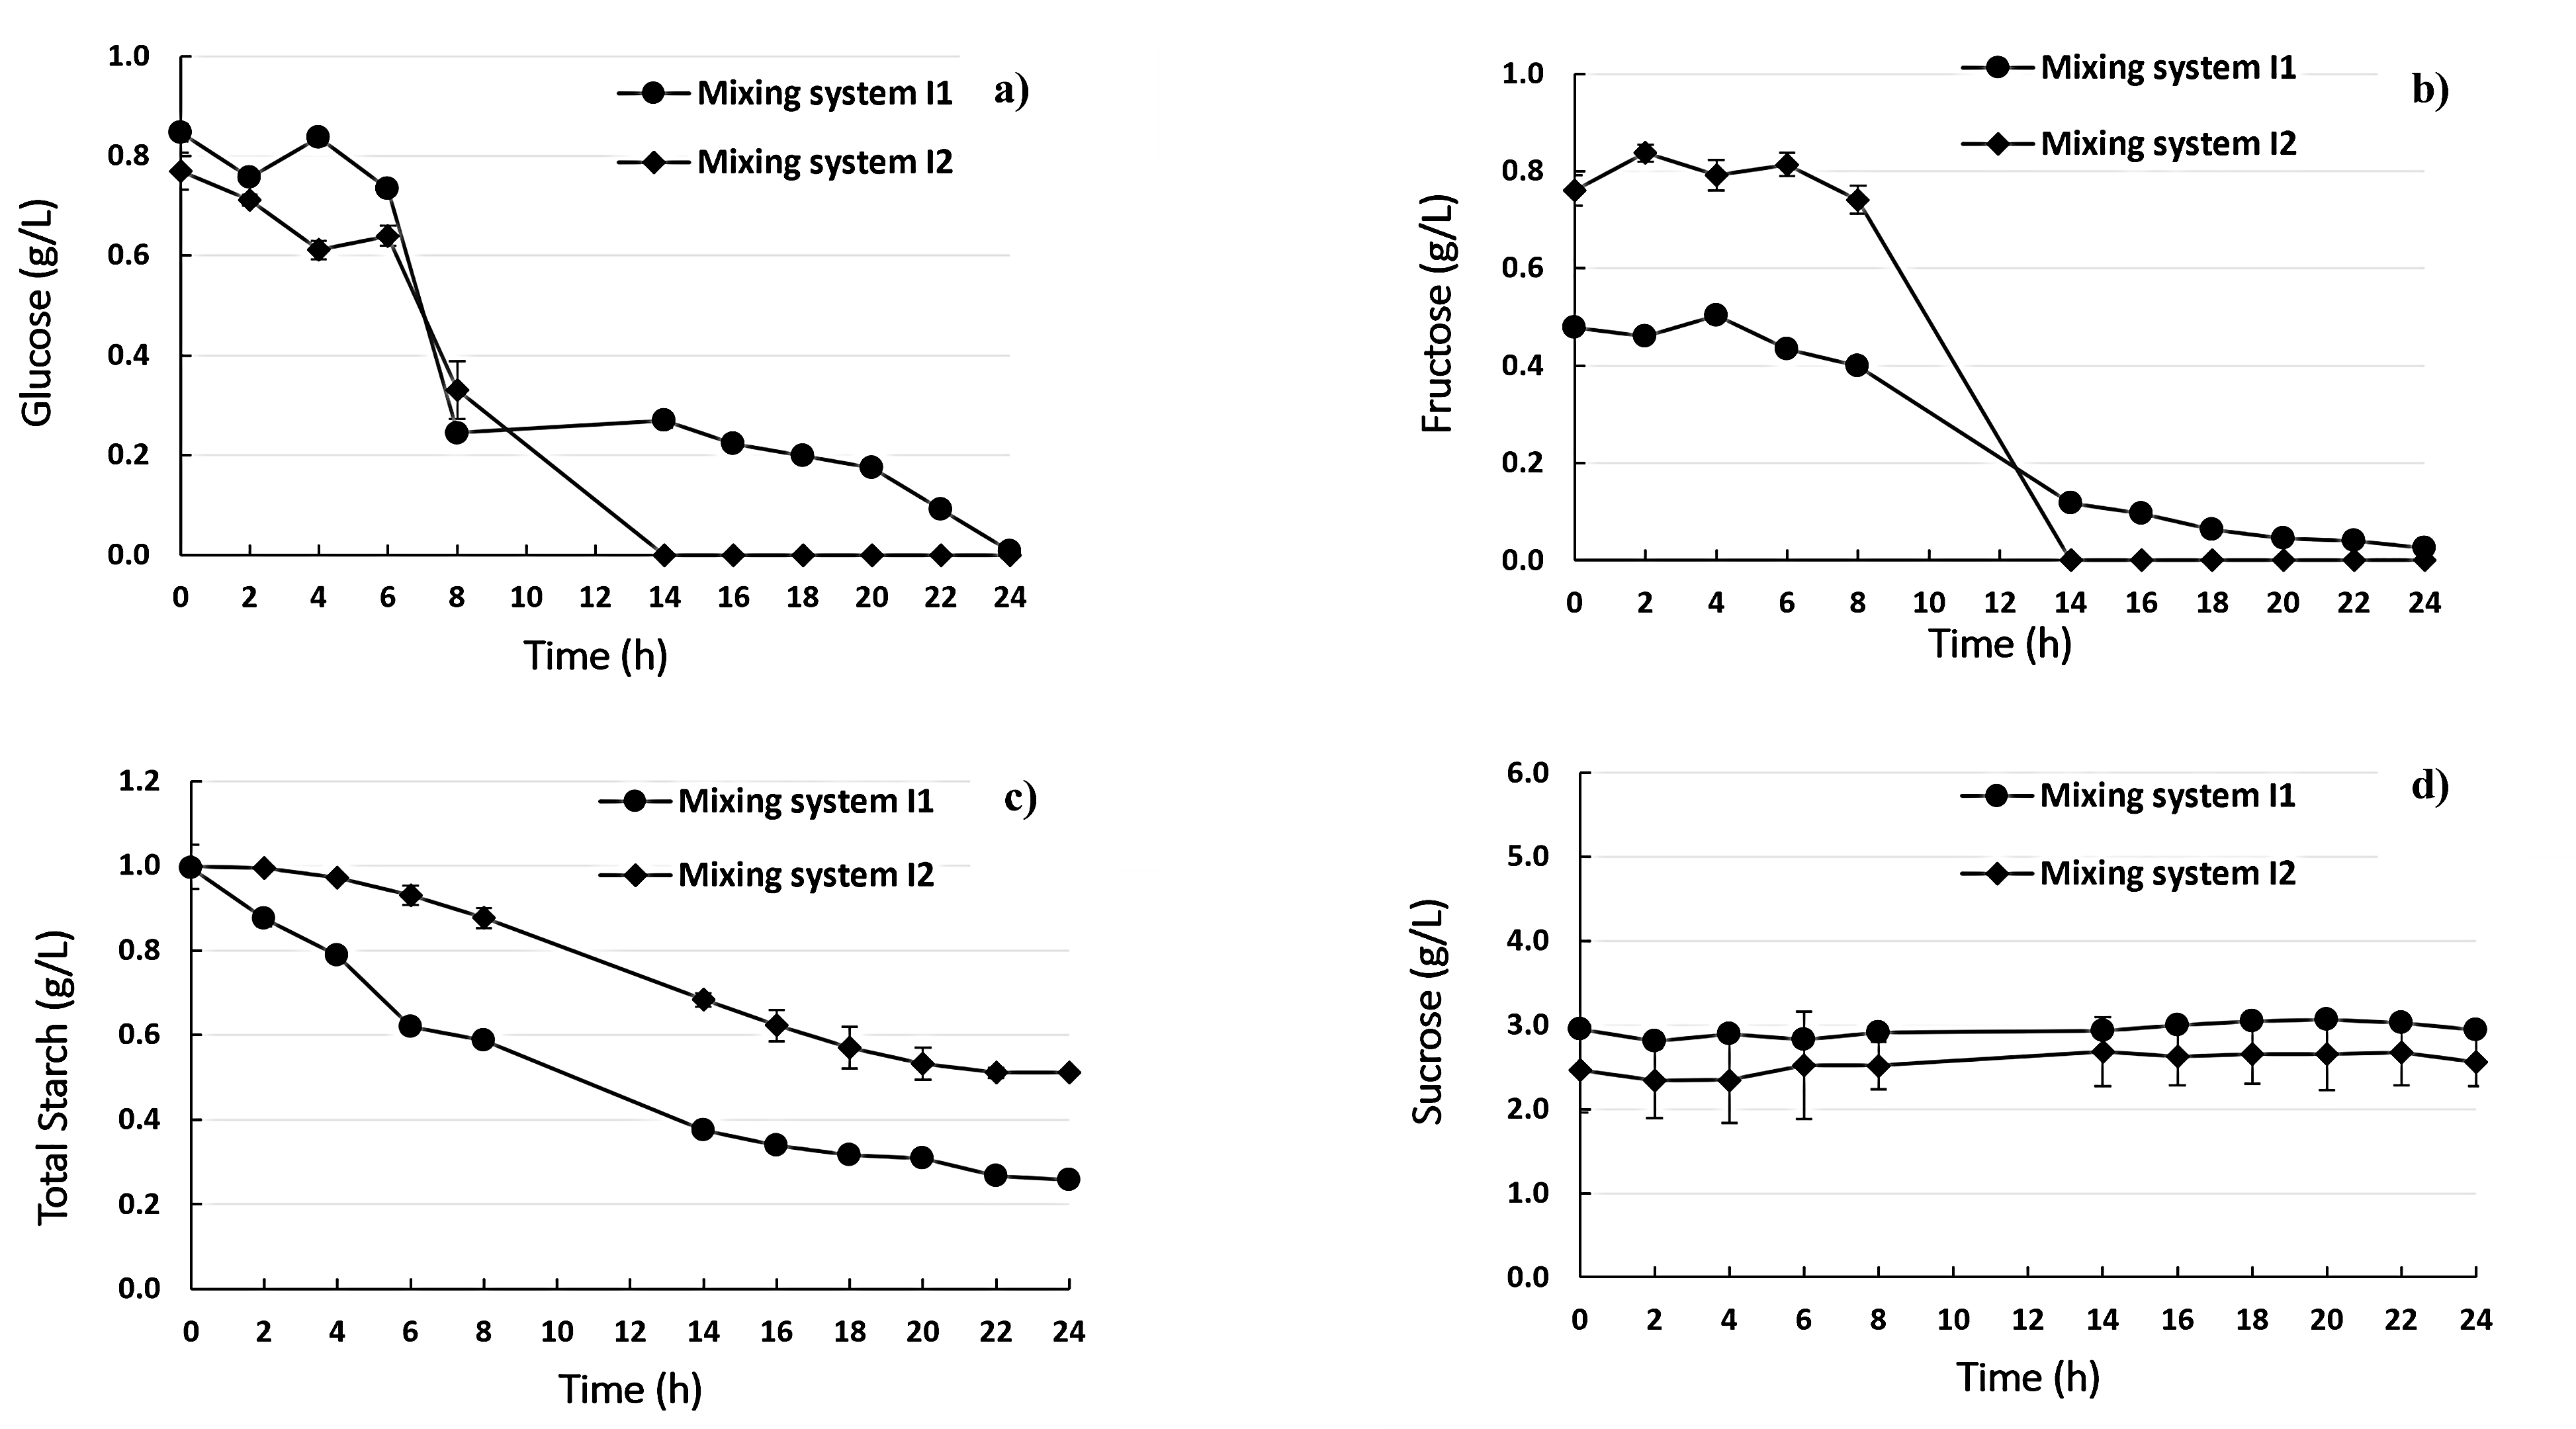 a)
Mixing system I1
Mixing system I2
Glucose (g/L)
1.0
0.8
0.6
0.4
0.2
0.0
0 2 4 6 8 10 12 14 16 18 20 22 24
Time (h)
b)
Mixing system I1
Mixing system I2
Fructose (g/L)
1.0
0.8
0.6
0.4
0.2
0.0
0 2 4 6 8 10 12 14 16 18 20 22 24
Time (h)
c)
Mixing system I1
Mixing system I2
Total Starch (g/L)
1.2
1.0
0.8
0.6
0.4
0.2
0.0
0 2 4 6 8 10 12 14 16 18 20 22 24
Time (h)
d)
Mixing system I1
Mixing system I2
Sucrose (g/L)
6.0
5.0
4.0
3.0
2.0
1.0
0.0
0 2 4 6 8 10 12 14 16 18 20 22 24
Time (h)